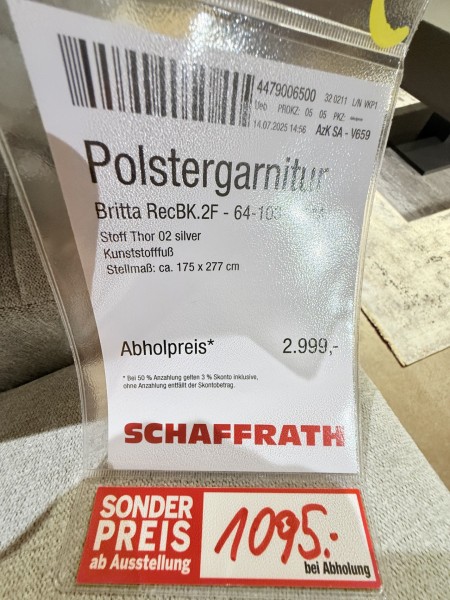 4479006500 32 0211 L/N VKP1
PROKZ: 05 05 PKZ:
14.07.2025 14:56 AzK SA - V659
Polstergarnitur
Britta RecBK.2F - 64-103
Stoff Thor 02 silver
Kunststofffuß
Stellmaß: ca. 175 x 277 cm
Abholpreis* 2.999,-
* Bei 50 % Anzahlung gelten 3 % Skonto inklusive,
ohne Anzahlung entfällt der Skontobetrag.
SCHAFFRATH
SONDER
PREIS
ab Ausstellung
1095.-
bei Abholung